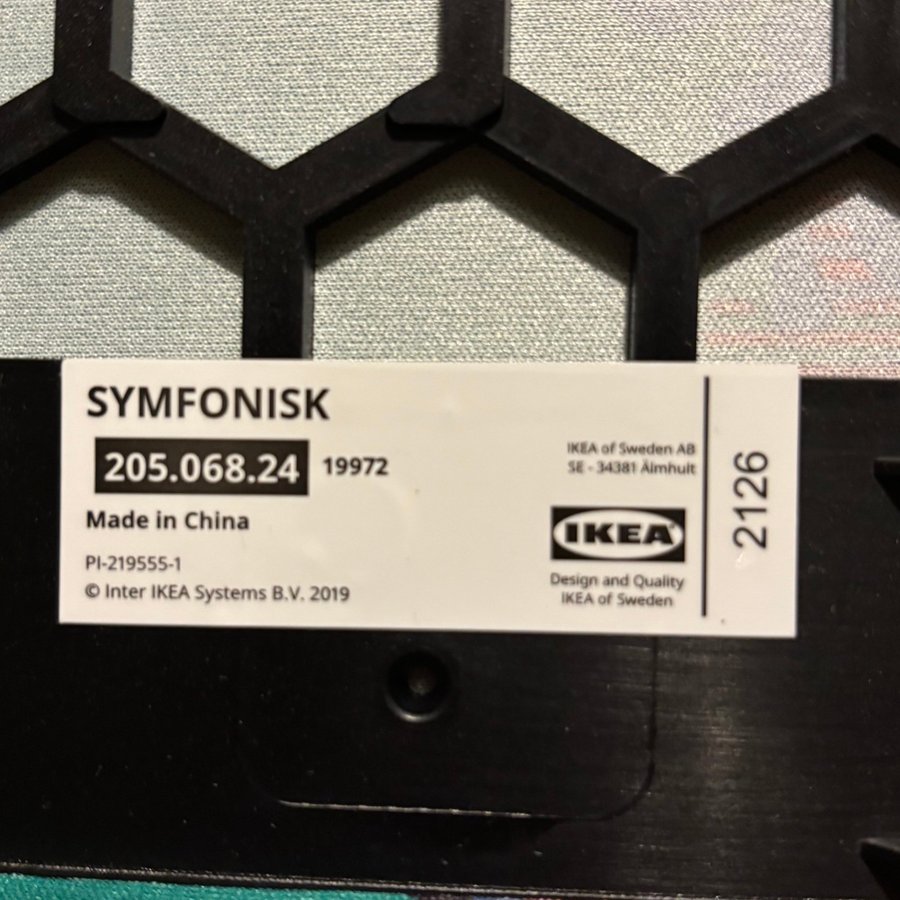 SYMFONISK
205.068.24 19972
Made in China
PI-219555-1
© Inter IKEA Systems B.V. 2019
IKEA of Sweden AB
SE - 34381 Älmhult
IKEA®
Design and Quality
IKEA of Sweden
2126